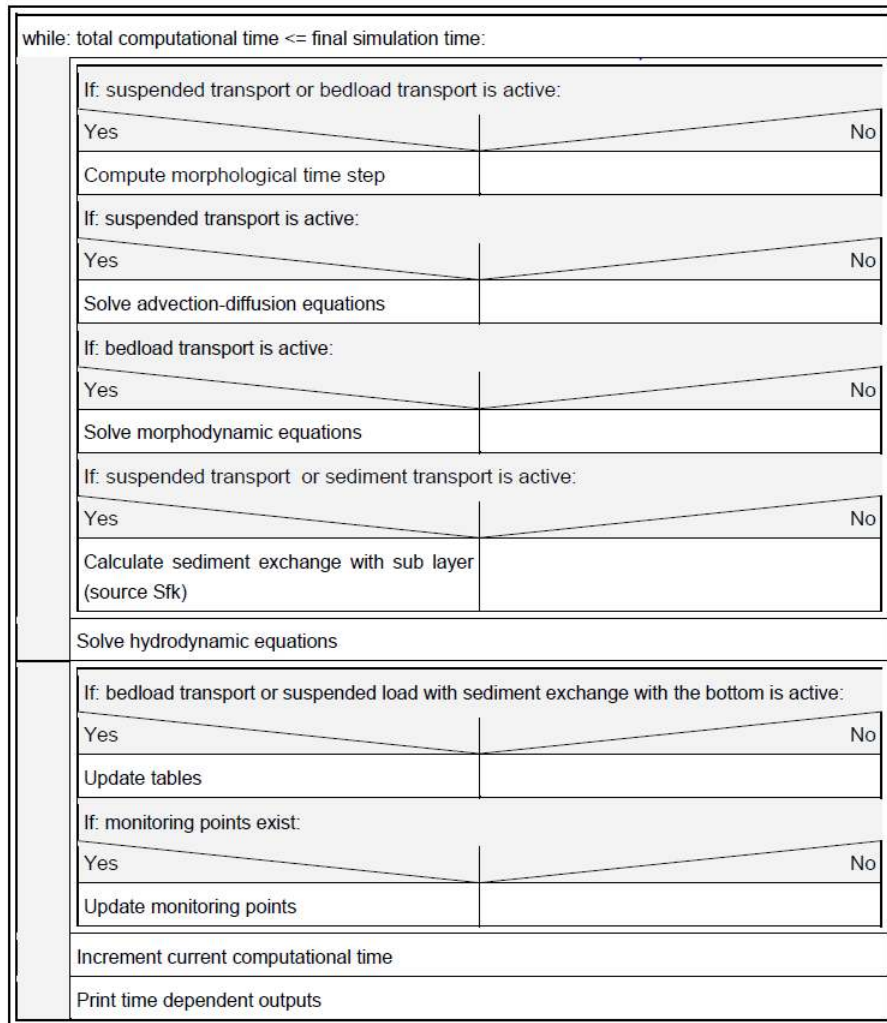 while: total computational time <= final simulation time:
If: suspended transport or bedload transport is active:
Yes No
Compute morphological time step
If: suspended transport is active:
Yes No
Solve advection-diffusion equations
If: bedload transport is active:
Yes No
Solve morphodynamic equations
If: suspended transport or sediment transport is active:
Yes No
Calculate sediment exchange with sub layer
(source Sfk)
Solve hydrodynamic equations
If: bedload transport or suspended load with sediment exchange with the bottom is active:
Yes No
Update tables
If: monitoring points exist:
Yes No
Update monitoring points
Increment current computational time
Print time dependent outputs